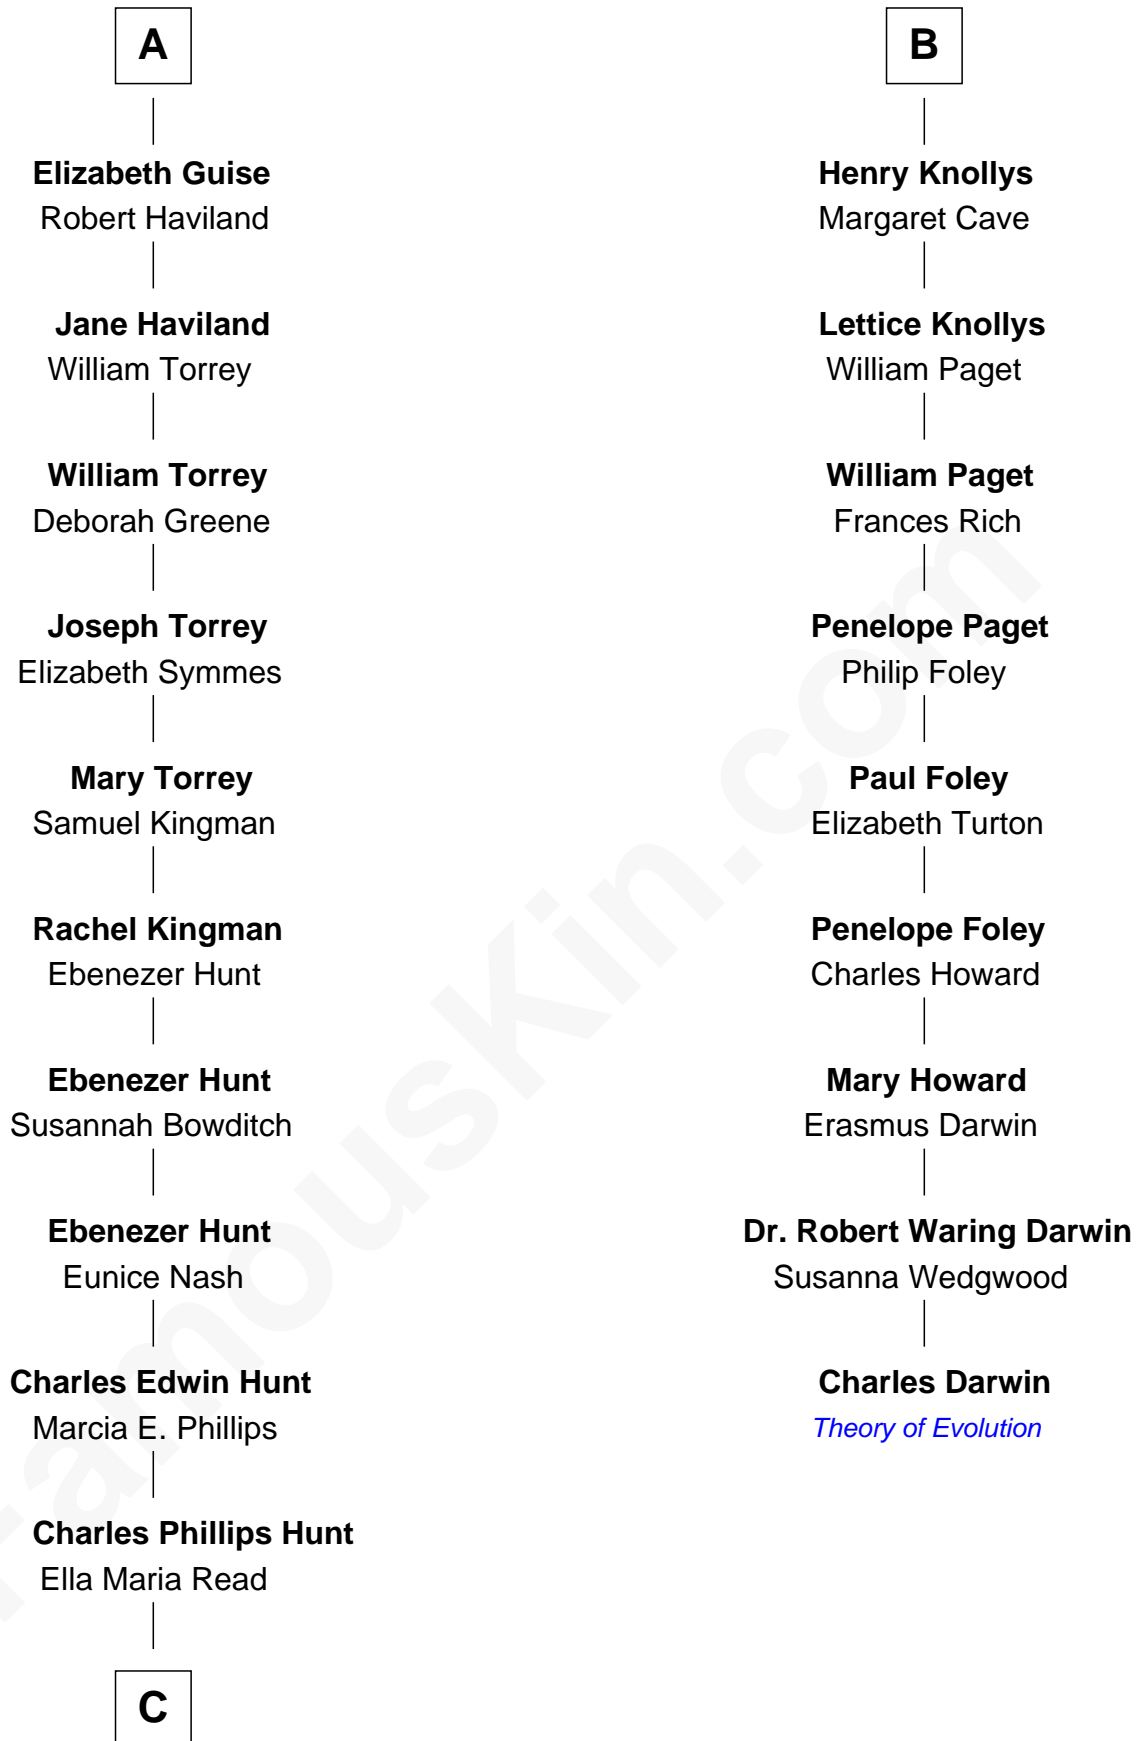 A
Elizabeth Guise
Robert Haviland
Jane Haviland
William Torrey
William Torrey
Deborah Greene
Joseph Torrey
Elizabeth Symmes
Mary Torrey
Samuel Kingman
Rachel Kingman
Ebenezer Hunt
Ebenezer Hunt
Susannah Bowditch
Ebenezer Hunt
Eunice Nash
Charles Edwin Hunt
Marcia E. Phillips
Charles Phillips Hunt
Ella Maria Read
C
B
Henry Knollys
Margaret Cave
Lettice Knollys
William Paget
William Paget
Frances Rich
Penelope Paget
Philip Foley
Paul Foley
Elizabeth Turton
Penelope Foley
Charles Howard
Mary Howard
Erasmus Darwin
Dr. Robert Waring Darwin
Susanna Wedgwood
Charles Darwin
Theory of Evolution
FamousKin.com